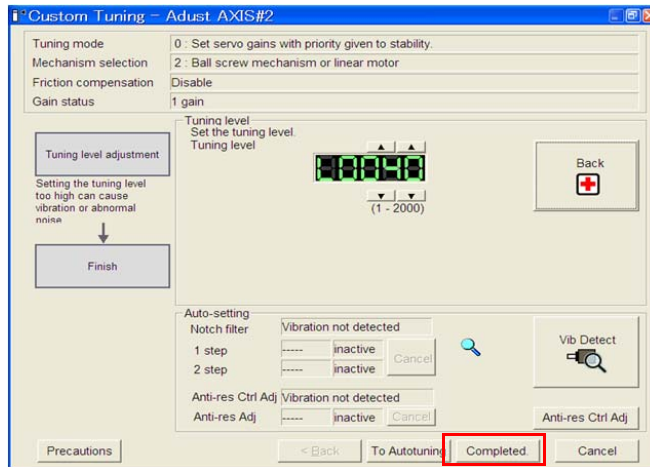 Custom Tuning - Adust AXIS#2
Tuning mode
0 : Set servo gains with priority given to stability.
Mechanism selection
2 : Ball screw mechanism or linear motor
Friction compensation
Disable
Gain status
1 gain
Tuning level adjustment
Setting the tuning level
too high can cause
vibration or abnormal
noise
Finish
Tuning level
Set the tuning level.
Tuning level
(1 - 2000)
Back
Auto-setting
Notch filter
Vibration not detected
1 step
-----
inactive
Cancel
2 step
-----
inactive
Vib Detect
Anti-res Ctrl Adj
Vibration not detected
Anti-res Adj
-----
inactive
Cancel
Anti-res Ctrl Adj
Precautions
< Back
To Autotuning
Completed.
Cancel